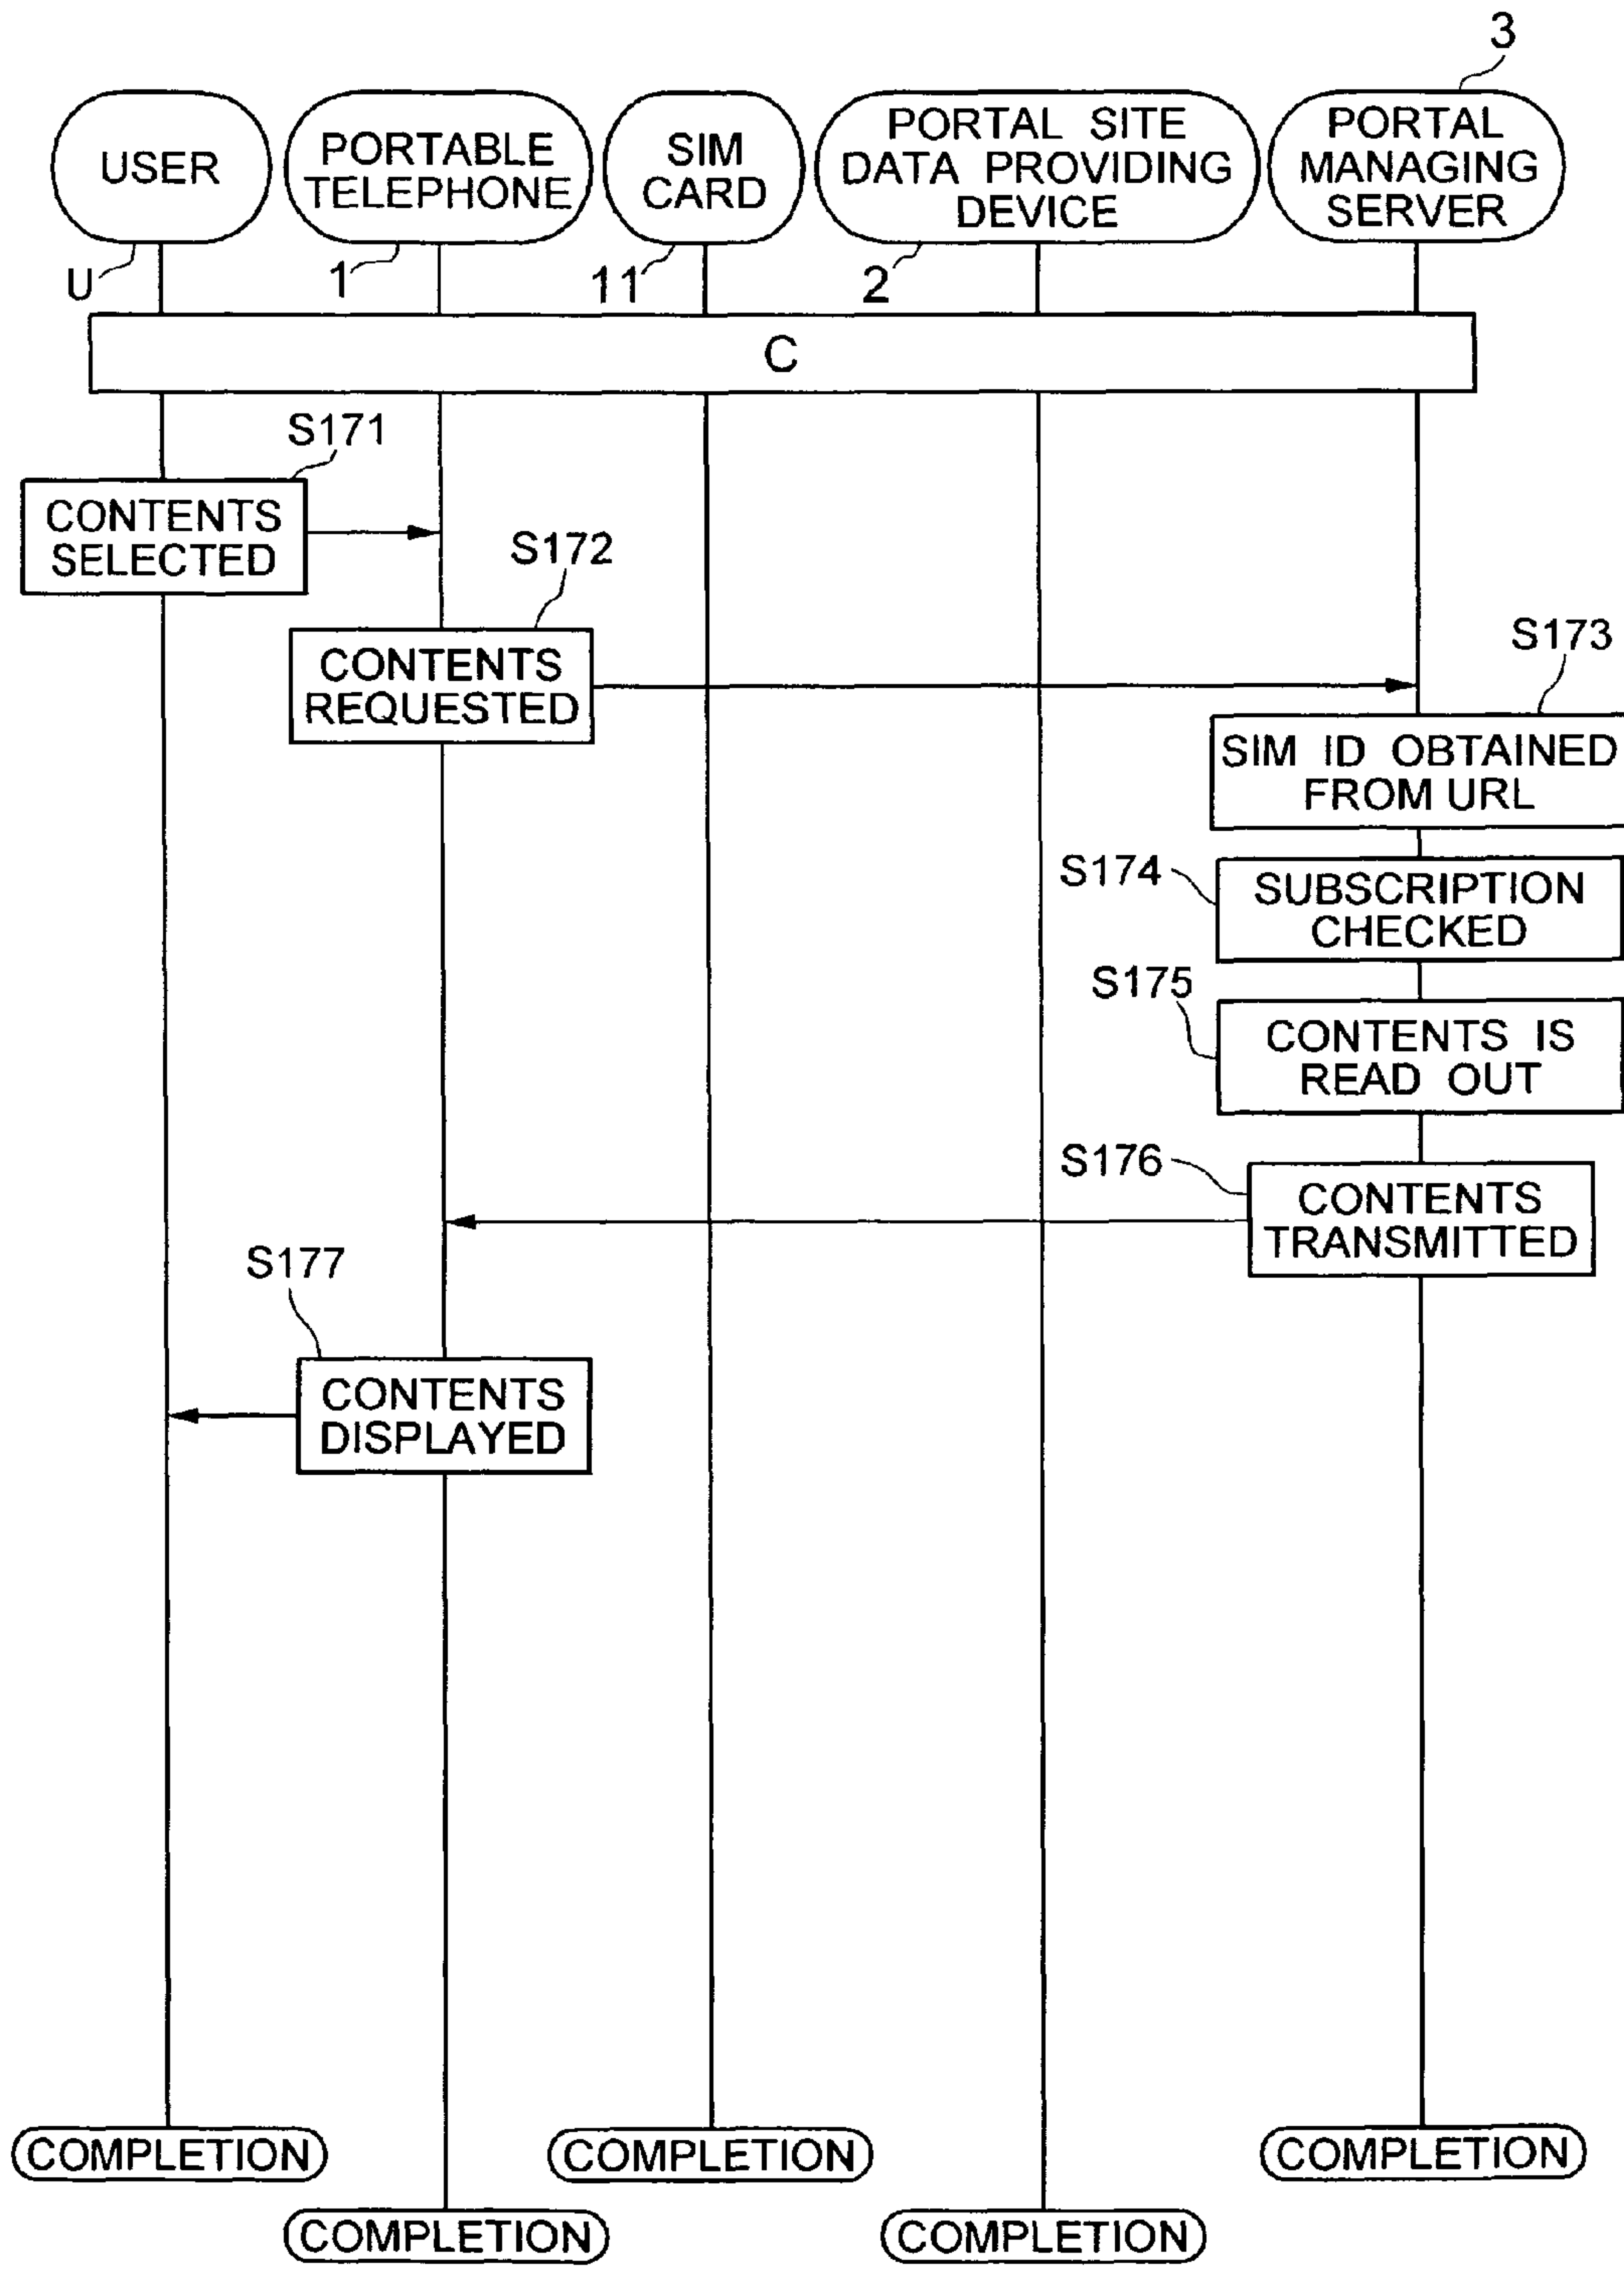 3
USER
PORTABLE
TELEPHONE
SIM
CARD
PORTAL SITE
DATA PROVIDING
DEVICE
PORTAL
MANAGING
SERVER
U
1
11
2
C
S171
CONTENTS
SELECTED
S172
CONTENTS
REQUESTED
S173
SIM ID OBTAINED
FROM URL
S174
SUBSCRIPTION
CHECKED
S175
CONTENTS IS
READ OUT
S176
CONTENTS
TRANSMITTED
S177
CONTENTS
DISPLAYED
COMPLETION
COMPLETION
COMPLETION
COMPLETION
COMPLETION